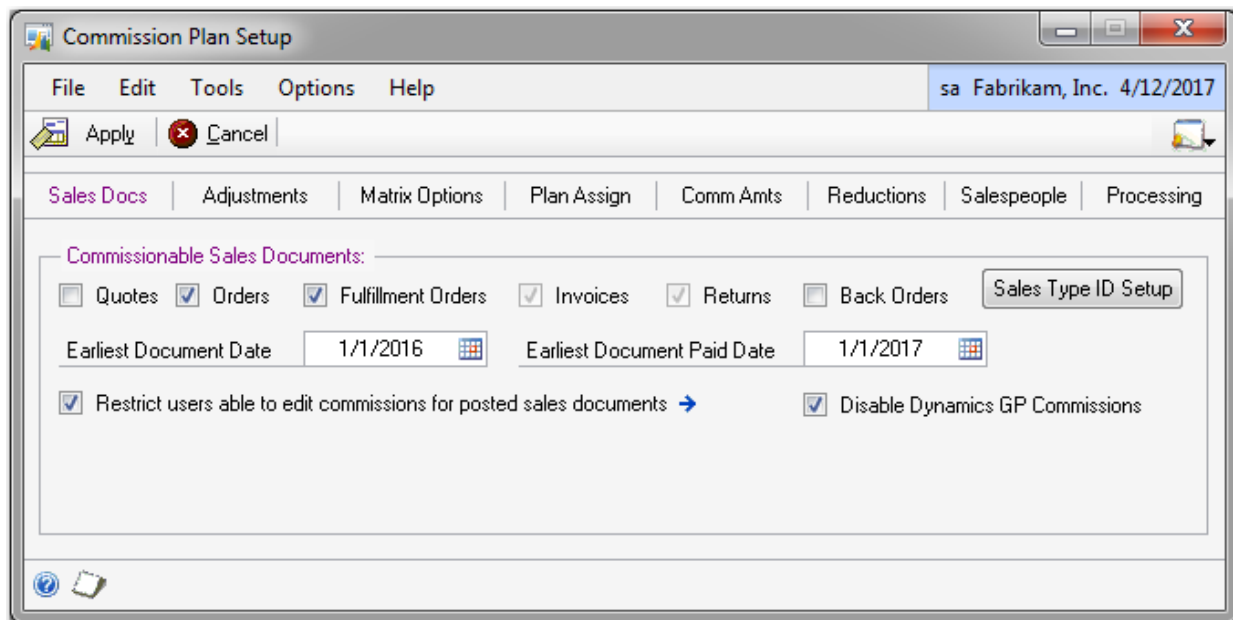 Commission Plan Setup
File Edit Tools Options Help sa Fabrikam, Inc. 4/12/2017
Apply Cancel
Sales Docs Adjustments Matrix Options Plan Assign Comm Amts Reductions Salespeople Processing
Commissionable Sales Documents:
Quotes Orders Fulfillment Orders Invoices Returns Back Orders Sales Type ID Setup
Earliest Document Date 1/1/2016 Earliest Document Paid Date 1/1/2017
Restrict users able to edit commissions for posted sales documents Disable Dynamics GP Commissions